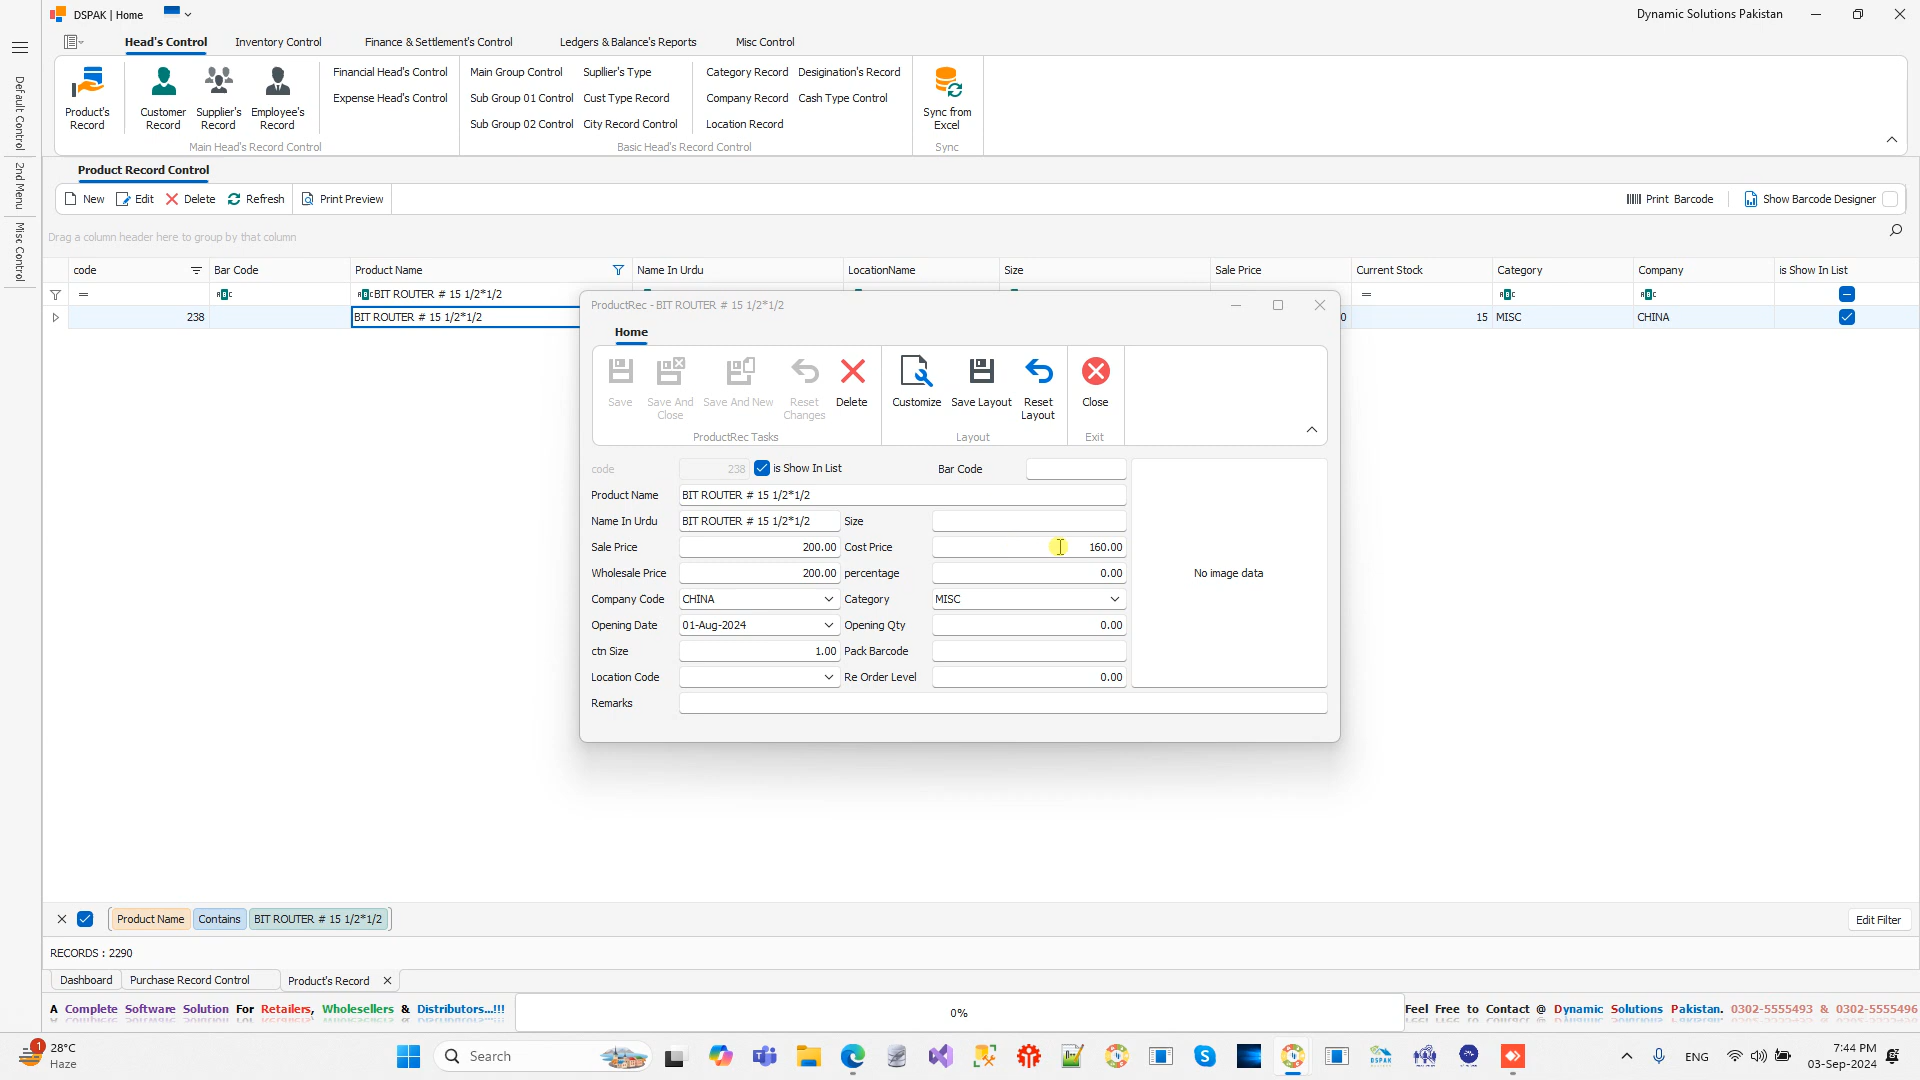 DSPAK | Home
Dynamic Solutions Pakistan
Head's Control Inventory Control Finance & Settlement's Control Ledgers & Balance's Reports Misc Control
Default Control
2nd Menu
Misc Control
Product's Record
Customer Record
Supplier's Record
Employee's Record
Main Head's Record Control
Financial Head's Control
Expense Head's Control
Main Group Control Supllier's Type
Sub Group 01 Control Cust Type Record
Sub Group 02 Control City Record Control
Category Record Designation's Record
Company Record Cash Type Control
Location Record
Basic Head's Record Control
Sync from Excel
Sync
Product Record Control
New Edit Delete Refresh Print Preview Print Barcode Show Barcode Designer
Drag a column header here to group by that column
code Bar Code Product Name Name In Urdu LocationName Size Sale Price Current Stock Category Company is Show In List
= BIT ROUTER # 15 1/2*1/2 =
238 BIT ROUTER # 15 1/2*1/2 0 15 MISC CHINA
ProductRec - BIT ROUTER # 15 1/2*1/2
Home
Save
Save And Close
Save And New
Reset Changes
Delete
ProductRec Tasks
Customize
Save Layout
Reset Layout
Layout
Close
Exit
code 238 is Show In List Bar Code
Product Name BIT ROUTER # 15 1/2*1/2
Name In Urdu BIT ROUTER # 15 1/2*1/2 Size
Sale Price 200.00 Cost Price 160.00
Wholesale Price 200.00 percentage 0.00
Company Code CHINA Category MISC
Opening Date 01-Aug-2024 Opening Qty 0.00
ctn Size 1.00 Pack Barcode
Location Code Re Order Level 0.00
Remarks
No image data
Product Name Contains BIT ROUTER # 15 1/2*1/2 Edit Filter
RECORDS : 2290
Dashboard Purchase Record Control Product's Record
A Complete Software Solution For Retailers, Wholesellers & Distributors...!!! 0% Feel Free to Contact @ Dynamic Solutions Pakistan. 0302-5555493 & 0302-5555496
1
28°C
Haze
Search
DSPAK
ENG
7:44 PM
03-Sep-2024